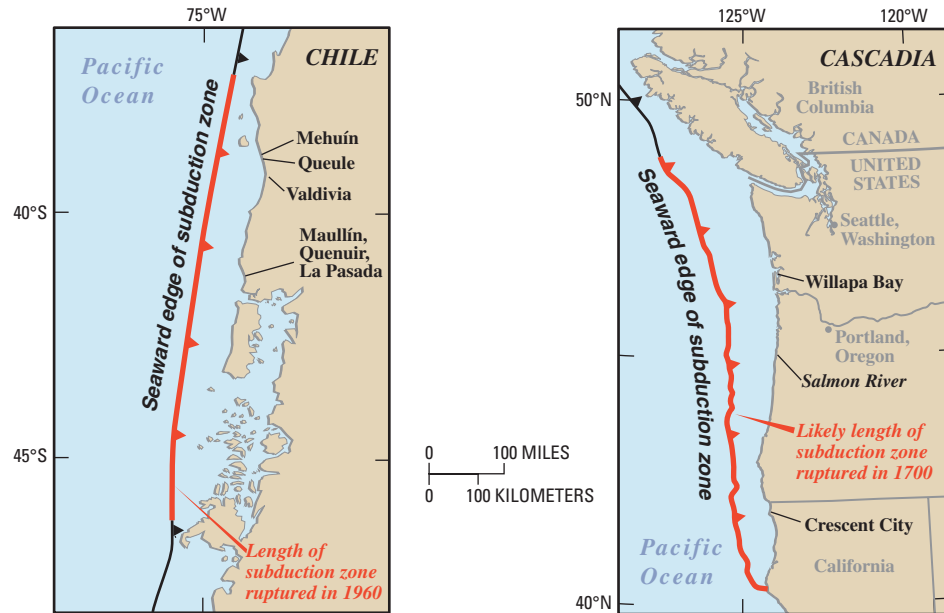 75°W
CHILE
Pacific
Ocean
Seaward edge of subduction zone
Mehuín
Queule
Valdivia
40°S
Maullín,
Quenuir,
La Pasada
45°S
Length of
subduction zone
ruptured in 1960
0 100 MILES
0 100 KILOMETERS
125°W 120°W
CASCADIA
50°N
British
Columbia
CANADA
UNITED
STATES
Seattle,
Washington
Seaward edge of subduction zone
Willapa Bay
Portland,
Oregon
Salmon River
Likely length of
subduction zone
ruptured in 1700
Crescent City
Pacific
Ocean
California
40°N